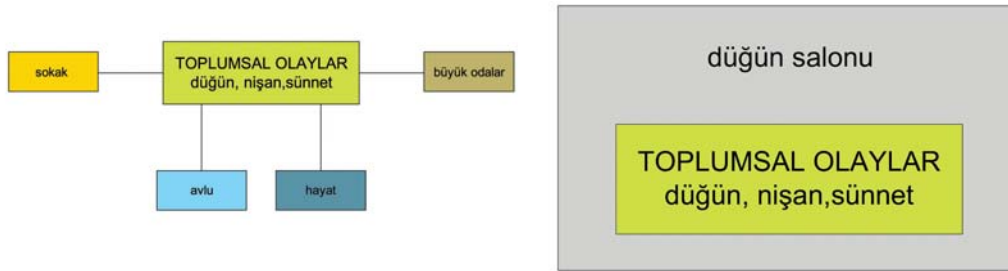 sokak
TOPLUMSAL OLAYLAR
düğün, nişan,sünnet
büyük odalar
avlu
hayat
düğün salonu
TOPLUMSAL OLAYLAR
düğün, nişan,sünnet